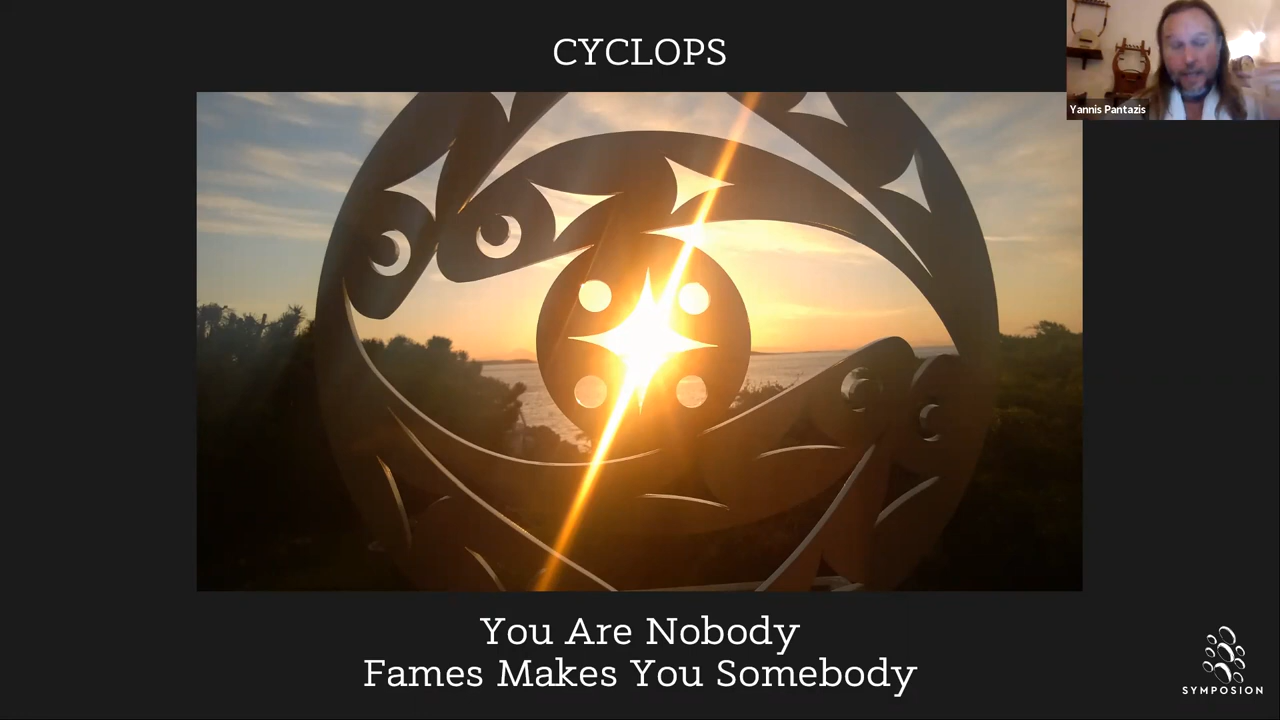 CYCLOPS
Yannis Pantazis
You Are Nobody
Fames Makes You Somebody
SYMPOSION